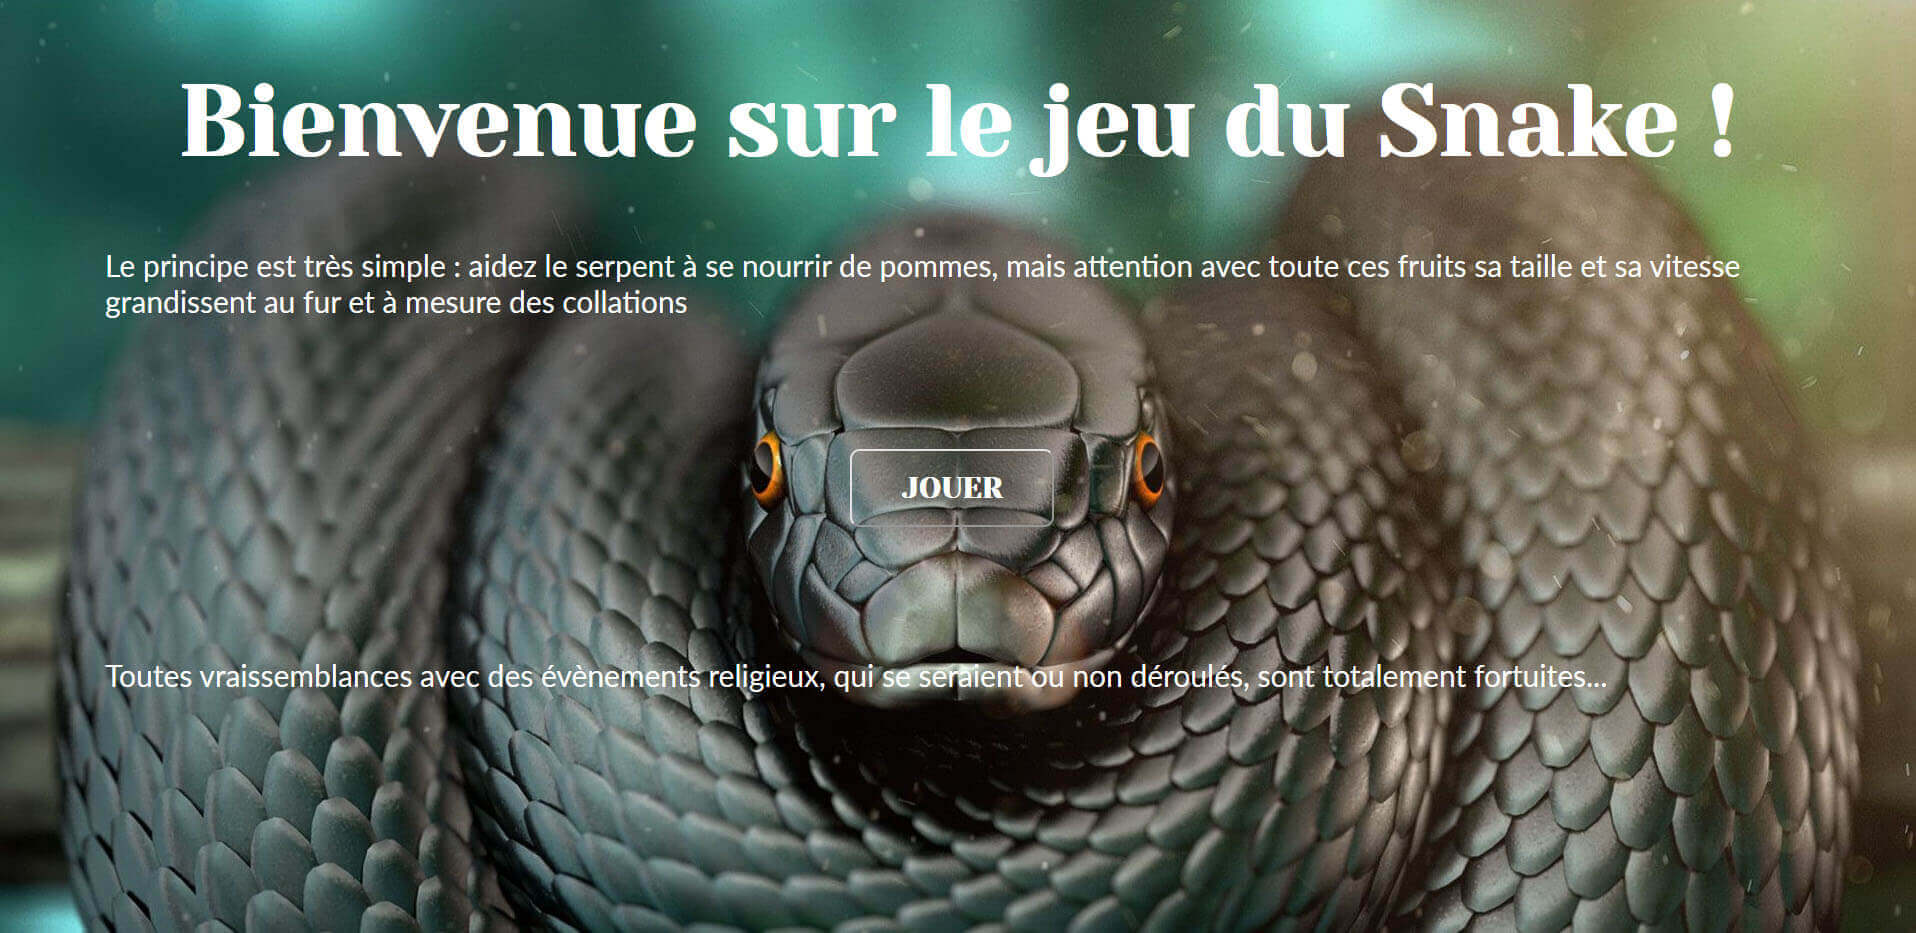 Bienvenue sur le jeu du Snake !
Le principe est très simple : aidez le serpent à se nourrir de pommes, mais attention avec toute ces fruits sa taille et sa vitesse
grandissent au fur et à mesure des collations
JOUER
Toutes vraissemblances avec des évènements religieux, qui se seraient ou non déroulés, sont totalement fortuites...